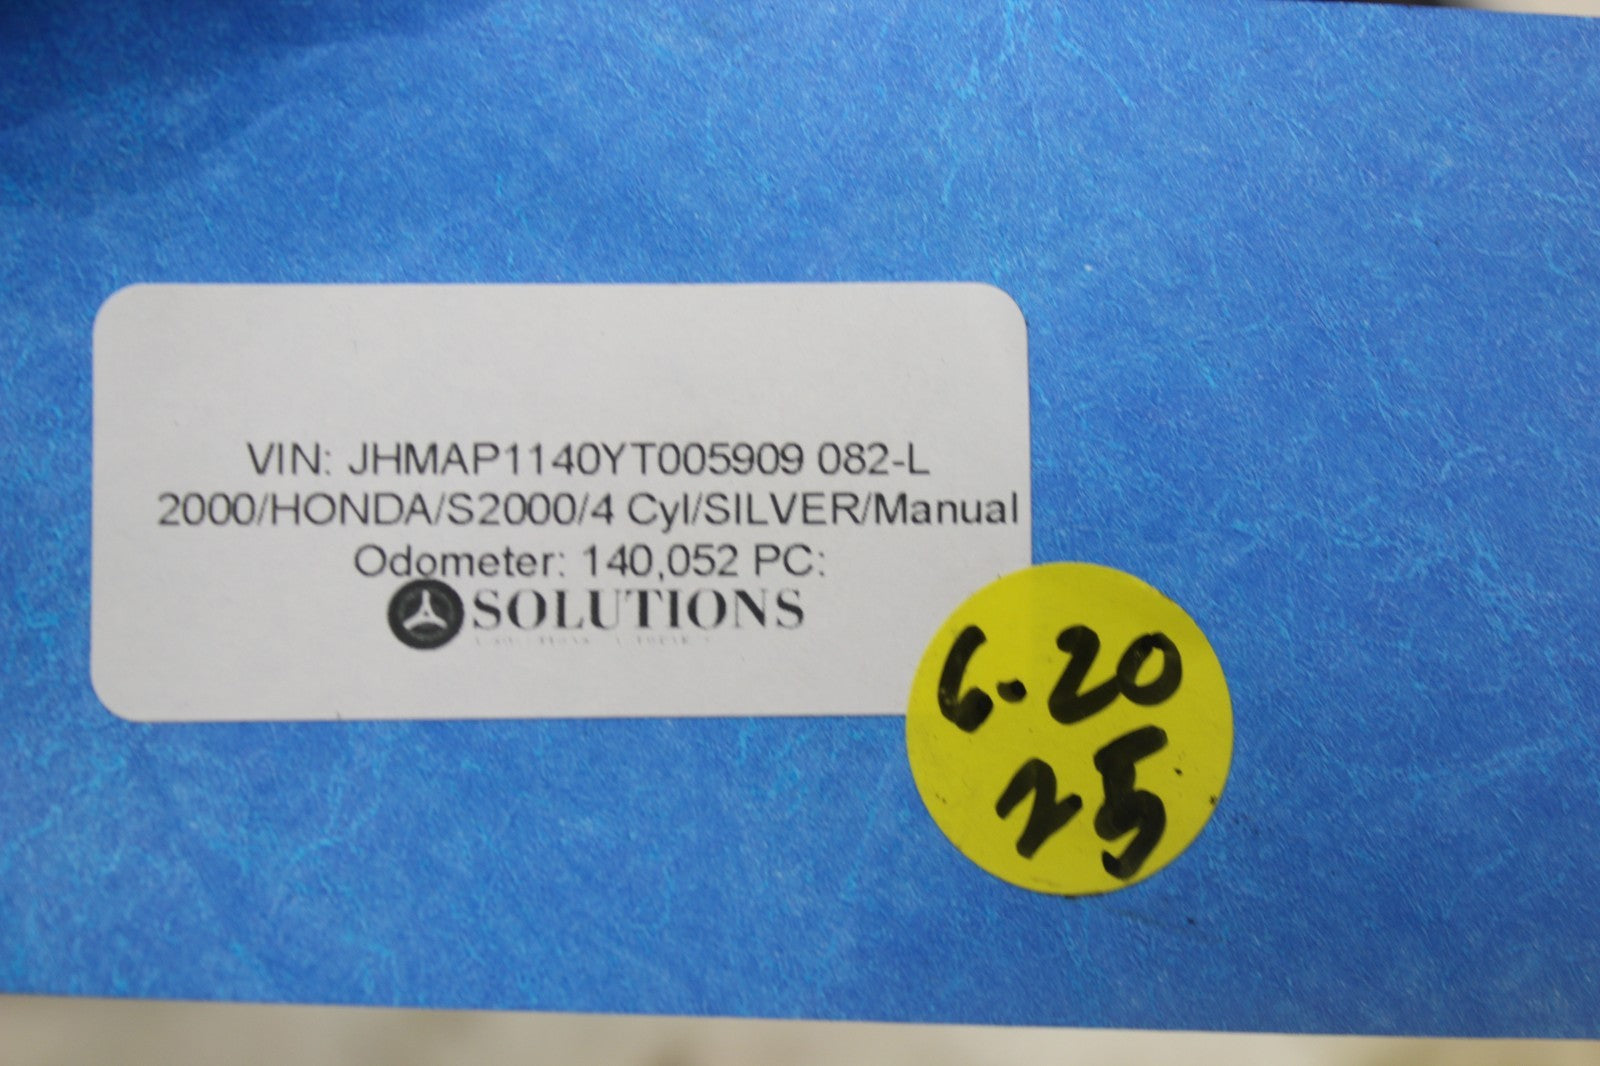 VIN: JHMAP1140YT005909 082-L
2000/HONDA/S2000/4 Cyl/SILVER/Manual
Odometer: 140,052 PC:
SOLUTIONS
6.20
25